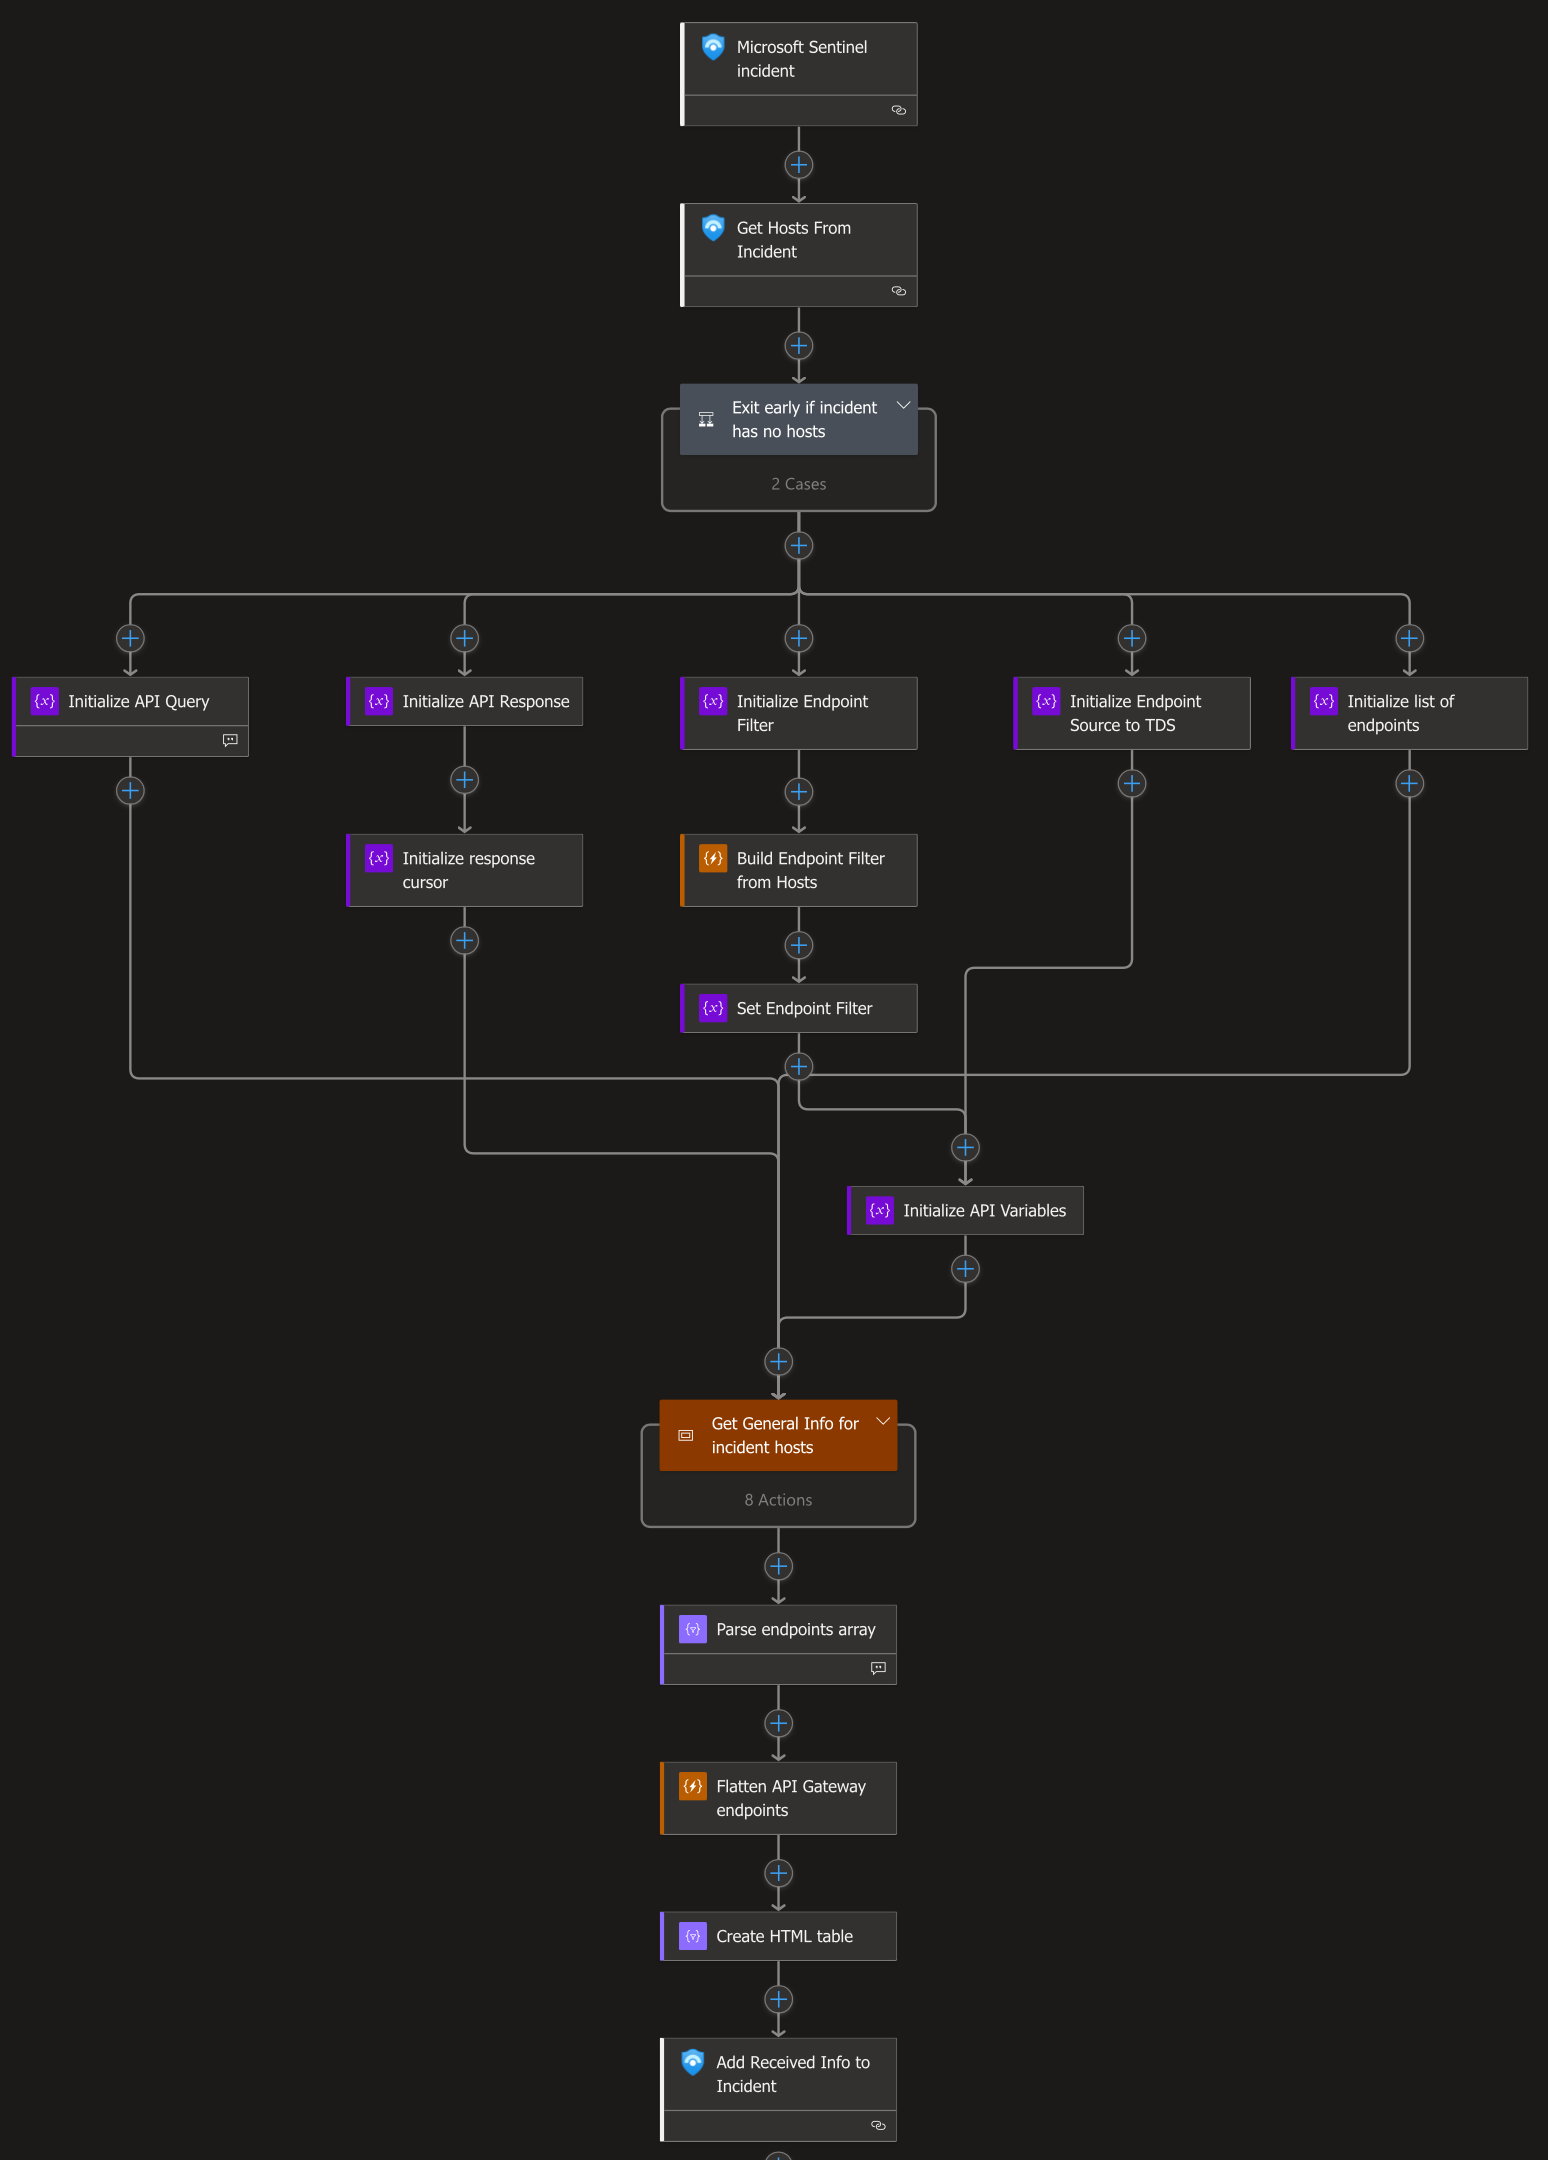 Microsoft Sentinel
incident
Get Hosts From
Incident
Exit early if incident
has no hosts
2 Cases
Initialize API Query
Initialize API Response
Initialize Endpoint
Filter
Initialize Endpoint
Source to TDS
Initialize list of
endpoints
Initialize response
cursor
Build Endpoint Filter
from Hosts
Set Endpoint Filter
Initialize API Variables
Get General Info for
incident hosts
8 Actions
Parse endpoints array
Flatten API Gateway
endpoints
Create HTML table
Add Received Info to
Incident